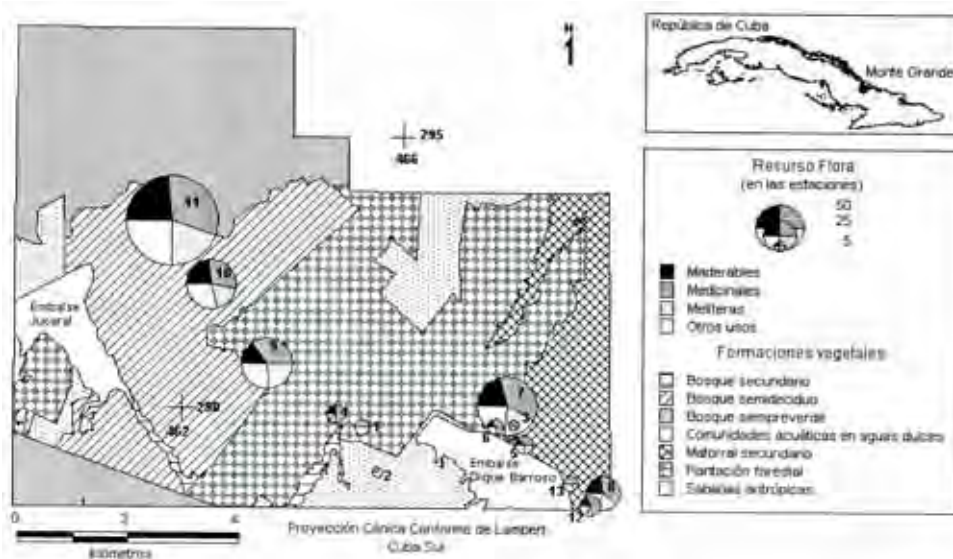 N
República de Cuba
Monte Grande
295
466
Recurso Flora
(en las estaciones)
50
25
5
Maderables
Medicinales
Melíferas
Otros usos
Formaciones vegetales
Bosque secundario
Bosque semideciduo
Bosque siempreverde
Comunidades acuáticas en aguas dulces
Matorral secundario
Plantación forestal
Sabanas antrópicas
11
10
Embalse
Jucaral
290
462
4
1
2
7
6
5
3
Embalse
Dique Barroso
13
8
12
0 2 4
kilómetros
Proyección Cónica Conforme de Lambert
Cuba Sur